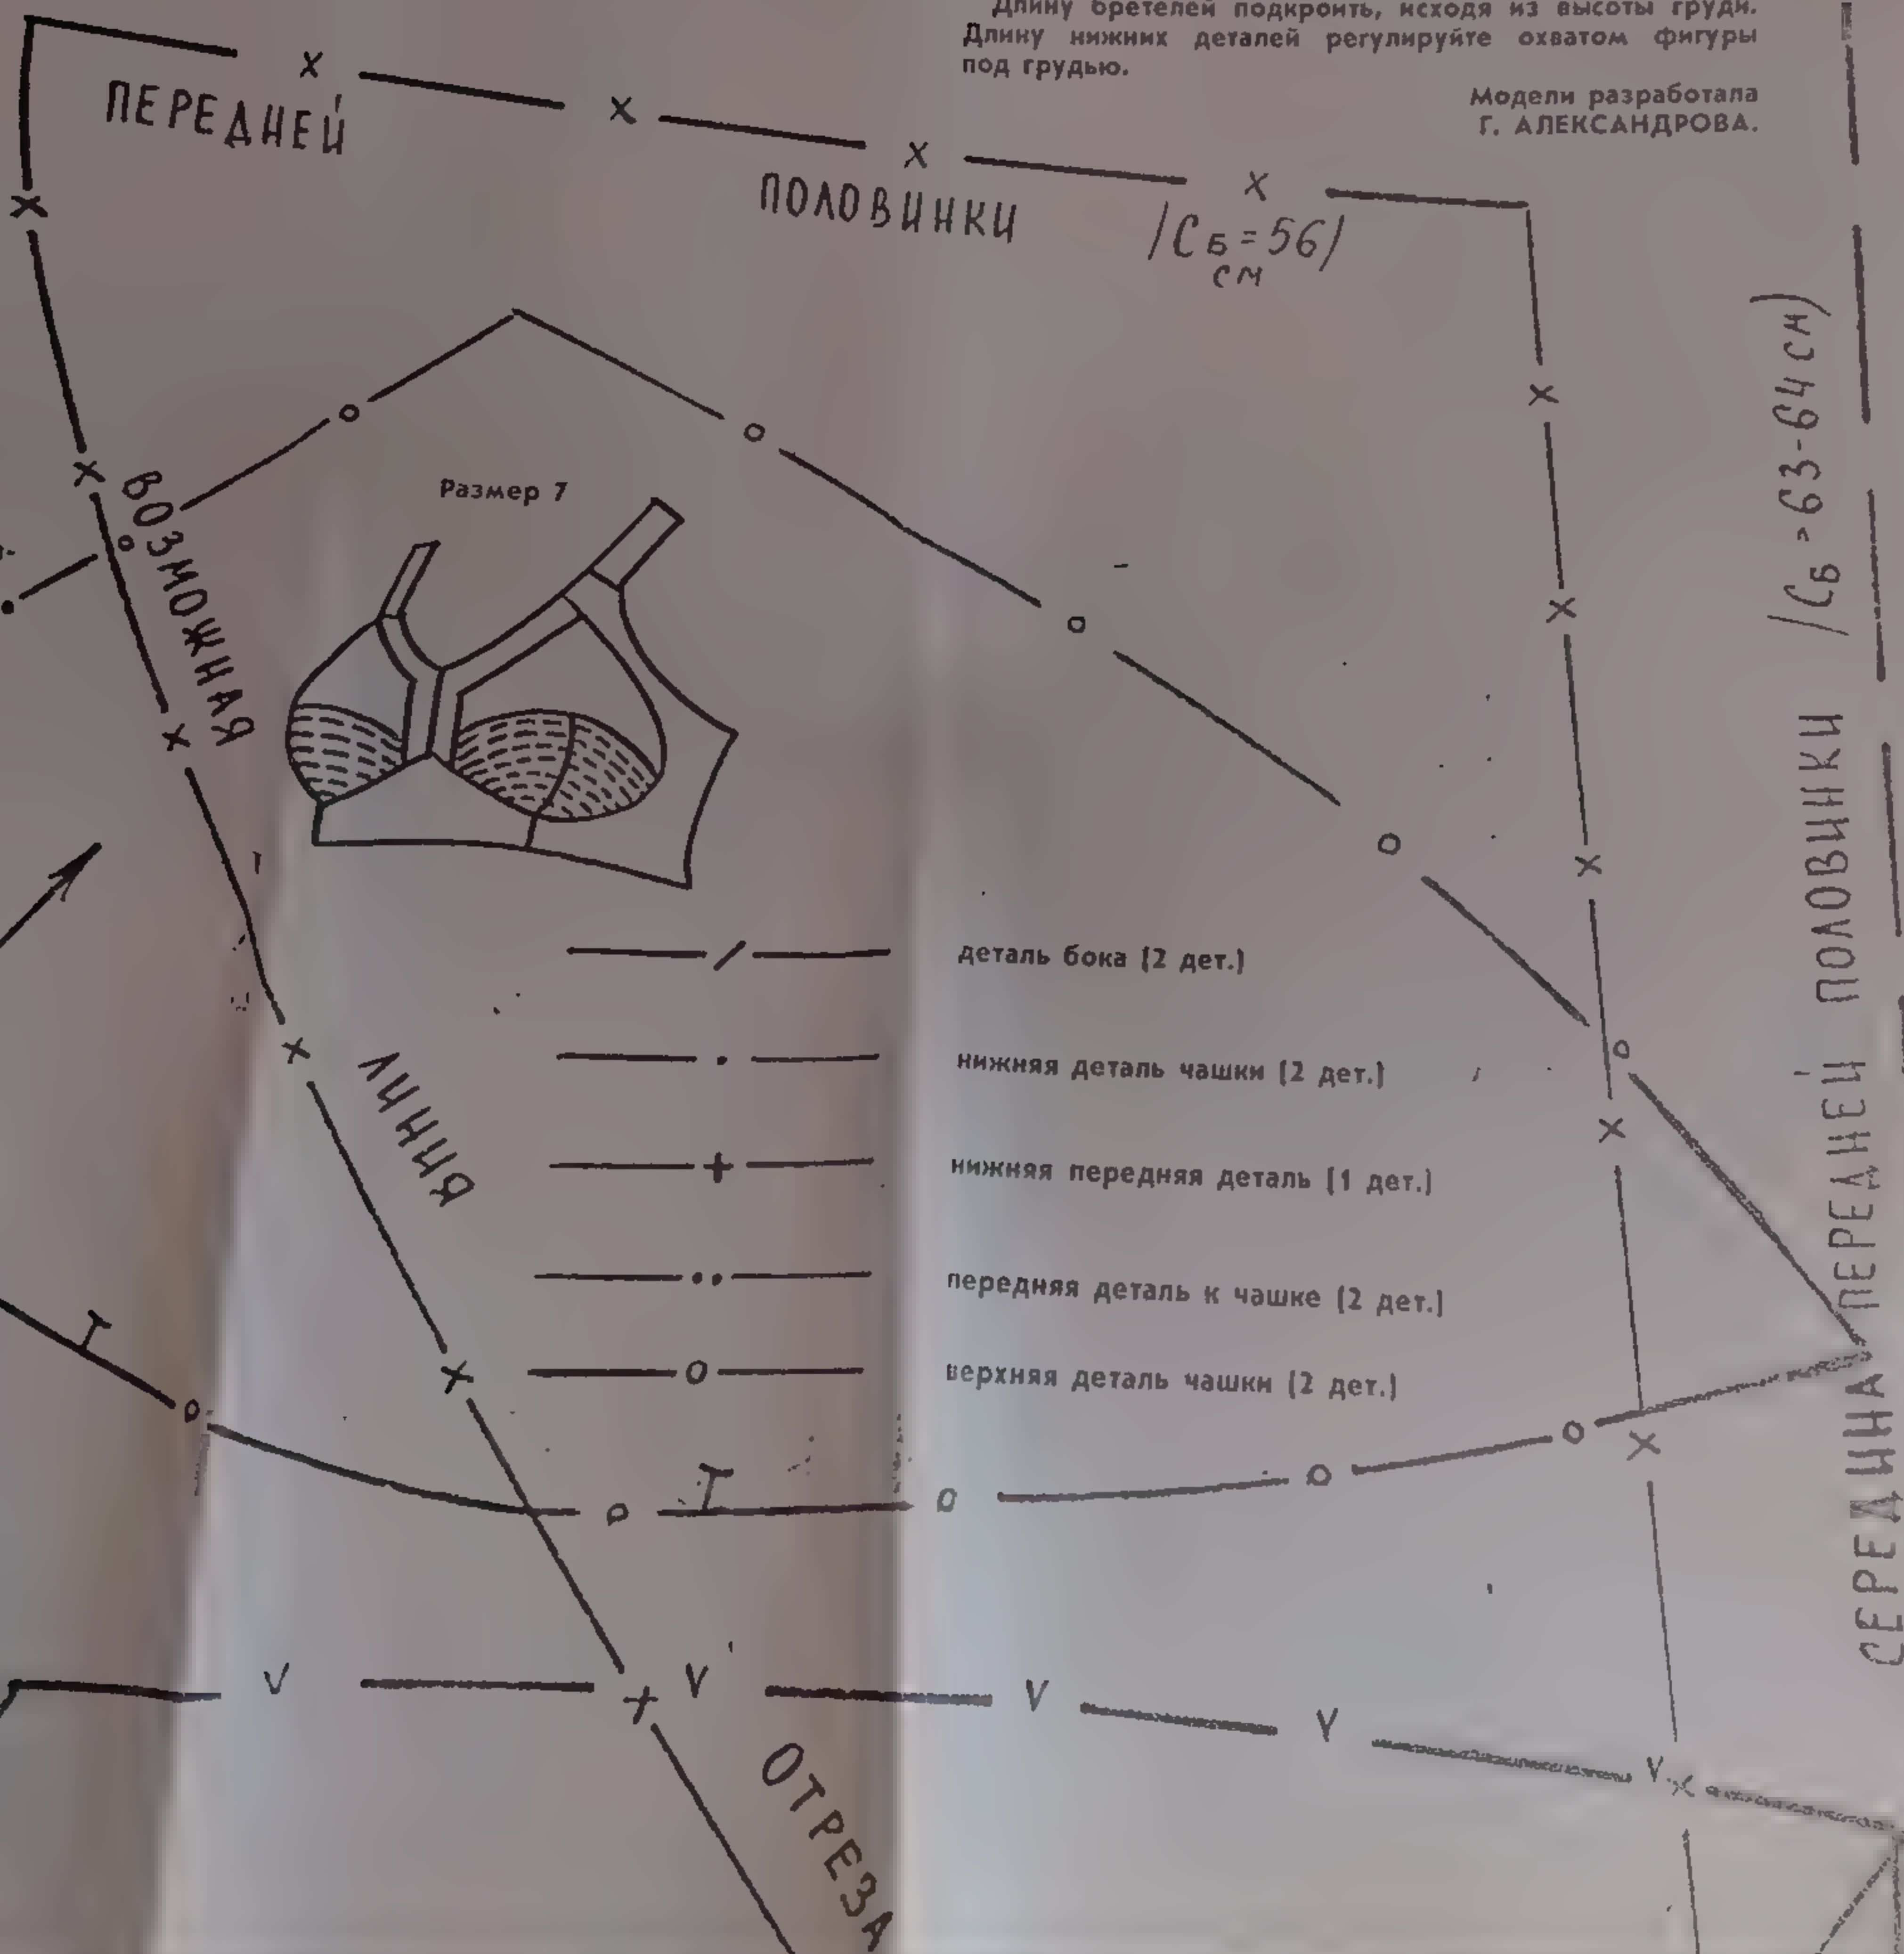 Длину бретелей подкроить, исходя из высоты груди.
Длину нижних деталей регулируйте охватом фигуры
под грудью.
Модели разработала
Г. АЛЕКСАНДРОВА.
ПЕРЕДНЕЙ
ПОЛОВИНКИ
/Сб=56/
см
Размер 7
ВОЗМОЖНАЯ
ЛИНИЯ
ОТРЕЗА
деталь бока (2 дет.)
нижняя деталь чашки (2 дет.)
нижняя передняя деталь (1 дет.)
передняя деталь к чашке (2 дет.)
верхняя деталь чашки (2 дет.)
СЕРЕДИНА ПЕРЕДНЕЙ ПОЛОВИНКИ /Сб=63-64 см)